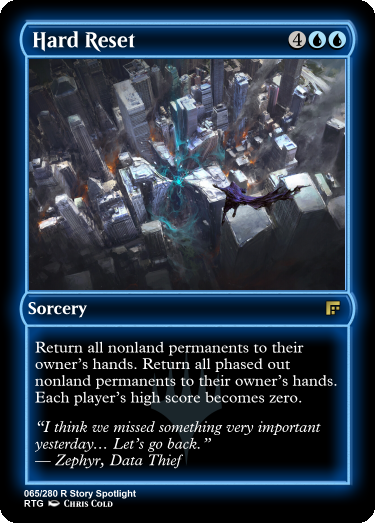 Hard Reset 4
Sorcery
Return all nonland permanents to their
owner's hands. Return all phased out
nonland permanents to their owner's hands.
Each player's high score becomes zero.
"I think we missed something very important
yesterday… Let's go back."
— Zephyr, Data Thief
065/280 R Story Spotlight
RTG Chris Cold